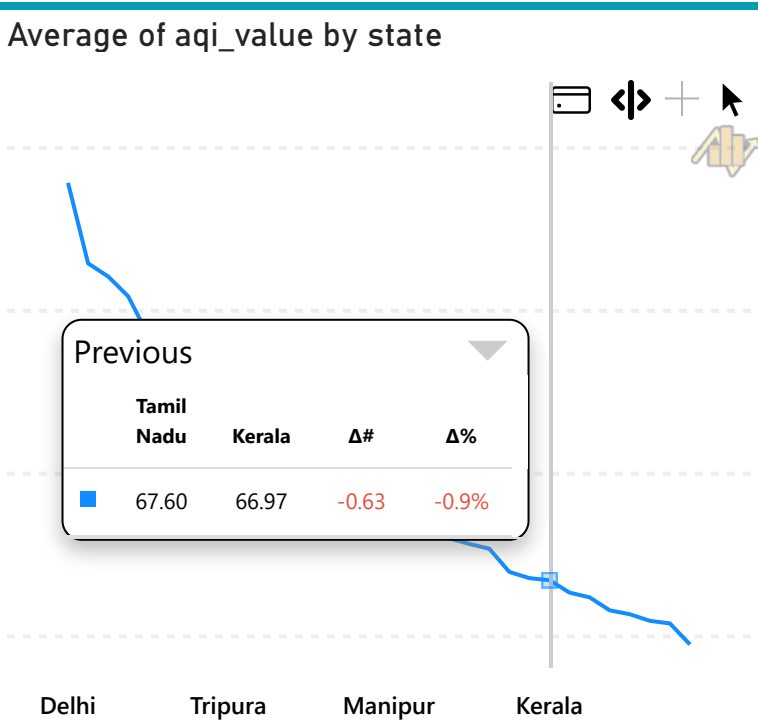 Average of aqi_value by state
Previous
Tamil
Nadu Kerala Δ# Δ%
67.60 66.97 -0.63 -0.9%
Delhi Tripura Manipur Kerala